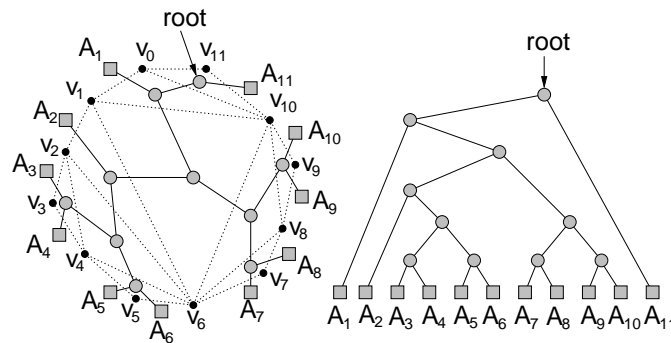 root
v0 v11
A1 A11
v1 v10
A2 A10
v2 v9
A3 A9
v3 v8
A4 A8
v4 v7
A5 v5 A6 v6 A7
root
A1 A2 A3 A4 A5 A6 A7 A8 A9 A10 A11